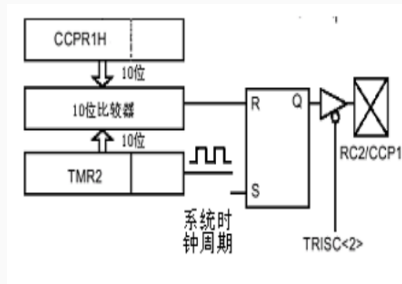 CCPR1H
10位
10位比较器
10位
TMR2
R
Q
S
RC2/CCP1
系统时
钟周期
TRISC<2>